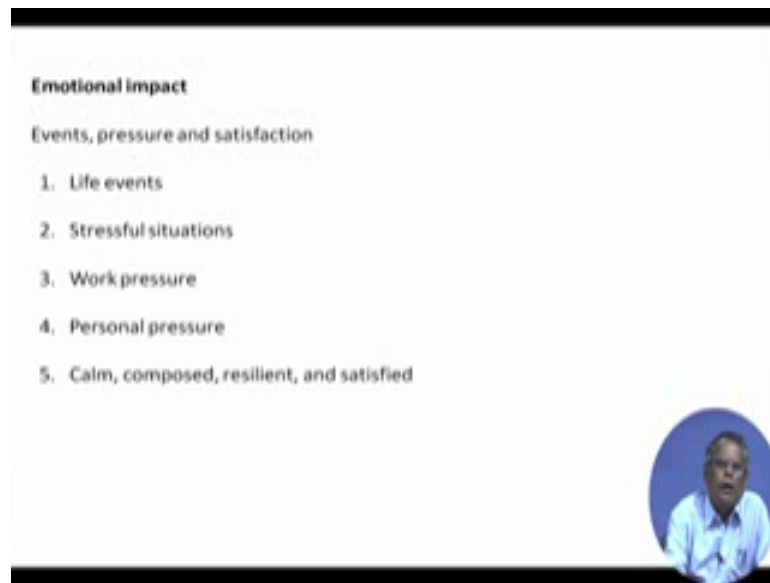 Emotional impact
Events, pressure and satisfaction
1. Life events
2. Stressful situations
3. Work pressure
4. Personal pressure
5. Calm, composed, resilient, and satisfied